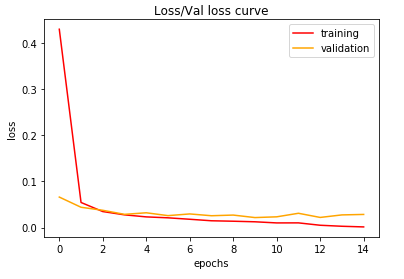 Loss/Val loss curve
training
validation
loss
0.4
0.3
0.2
0.1
0.0
0 2 4 6 8 10 12 14
epochs